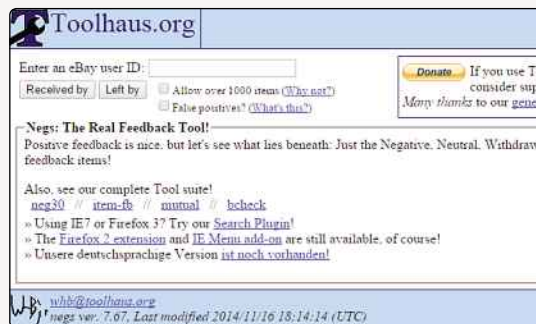 Toolhaus.org
Enter an eBay user ID:
Received by Left by
Allow over 1000 items (Why not?)
False positives? (What's this?)
Donate If you use T
consider sup
Many thanks to our gene
Negs: The Real Feedback Tool!
Positive feedback is nice, but let's see what lies beneath: Just the Negative, Neutral, Withdraw
feedback items!
Also, see our complete Tool suite!
neg30 // item-fb // mutual // bcheck
» Using IE7 or Firefox 3? Try our Search Plugin!
» The Firefox 2 extension and IE Menu add-on are still available, of course!
» Unsere deutschsprachige Version ist noch vorhanden!
whb@toolhaus.org
negs ver. 7.67, Last modified 2014/11/16 18:14:14 (UTC)